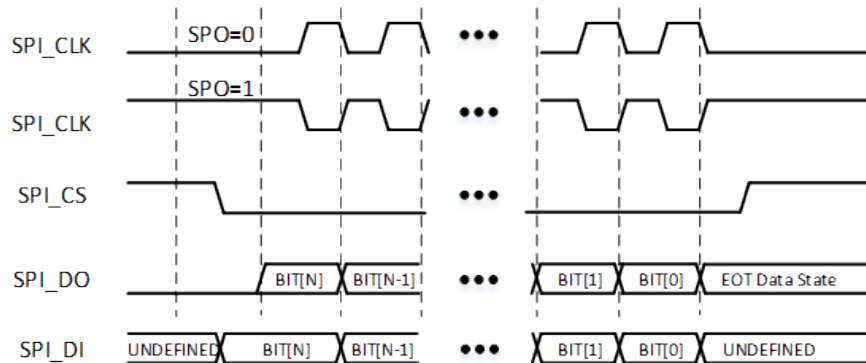 SPI_CLK SPO=0
SPI_CLK SPO=1
SPI_CS
SPI_DO BIT[N] BIT[N-1] BIT[1] BIT[0] EOT Data State
SPI_DI UNDEFINED BIT[N] BIT[N-1] BIT[1] BIT[0] UNDEFINED